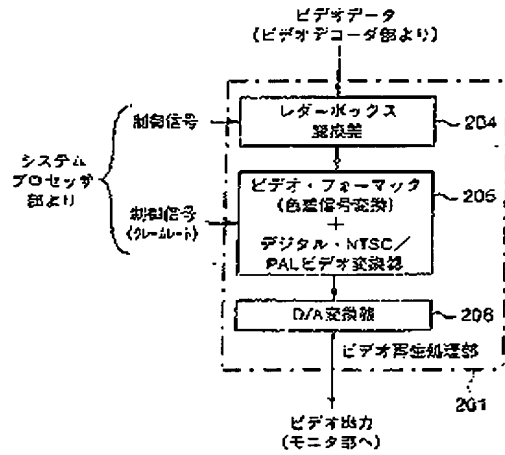 ビデオデータ
(ビデオデコーダ部より)
レターボックス
変換器
204
制御信号
システム
プロセッサ
部より
ビデオ・フォーマック
(色差信号変換)
+
デジタル・NTSC/
PALビデオ変換器
205
制御信号
(フレームレート)
D/A変換器
206
ビデオ再生処理部
201
ビデオ出力
(モニタ部へ)